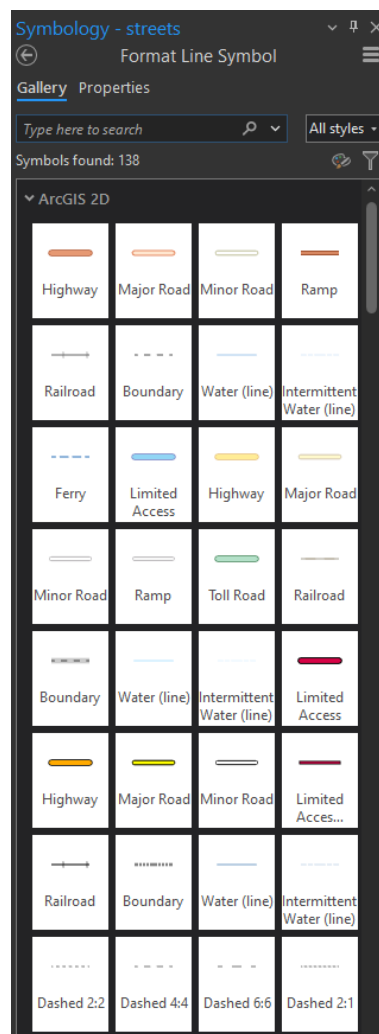 Symbology - streets
Format Line Symbol
Gallery Properties
Type here to search
All styles
Symbols found: 138
ArcGIS 2D
Highway Major Road Minor Road Ramp
Railroad Boundary Water (line) Intermittent
Water (line)
Ferry Limited Highway Major Road
Access
Minor Road Ramp Toll Road Railroad
Boundary Water (line) Intermittent Limited
Water (line) Access
Highway Major Road Minor Road Limited
Acces...
Railroad Boundary Water (line) Intermittent
Water (line)
Dashed 2:2 Dashed 4:4 Dashed 6:6 Dashed 2:1